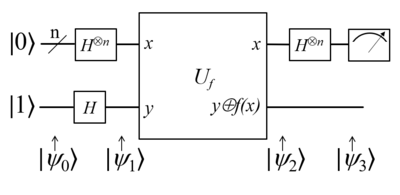 n
|0⟩ H⊗n x x H⊗n
U_f
|1⟩ H y y⊕f(x)
|ψ₀⟩ |ψ₁⟩ |ψ₂⟩ |ψ₃⟩